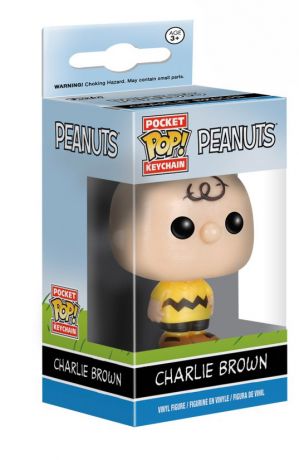 AGE
3+
WARNING! Choking Hazard. May contain small parts.
PEANUTS
POCKET
POP!
KEYCHAIN
PEANUTS
POCKET
POP!
KEYCHAIN
CHARLIE BROWN
CHARLIE BROWN
VINYL FIGURE / FIGURINE EN VINYLE / FIGURA DE VINIL